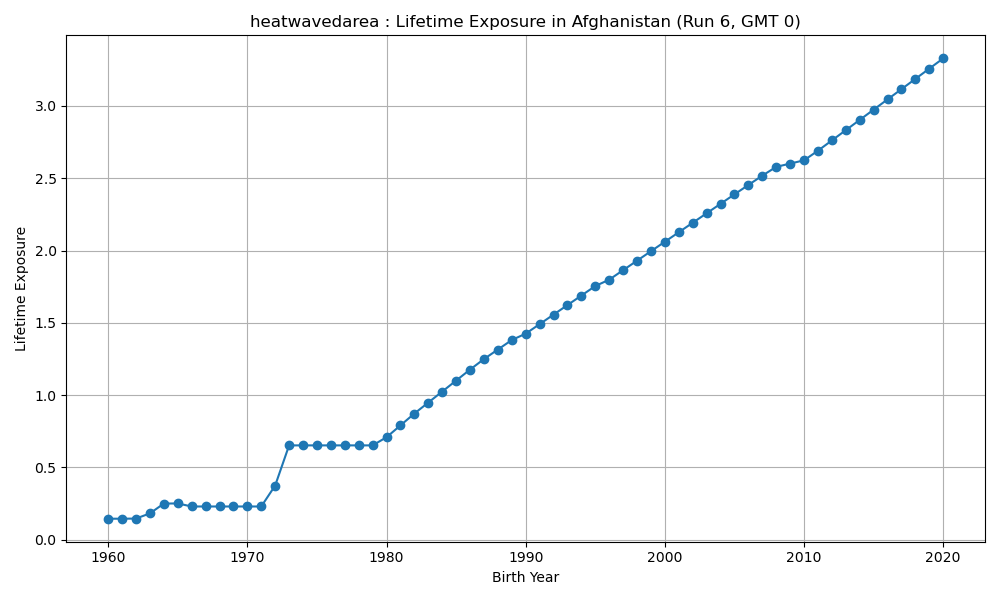 heatwavedarea : Lifetime Exposure in Afghanistan (Run 6, GMT 0)
Lifetime Exposure
3.0
2.5
2.0
1.5
1.0
0.5
0.0
1960 1970 1980 1990 2000 2010 2020
Birth Year